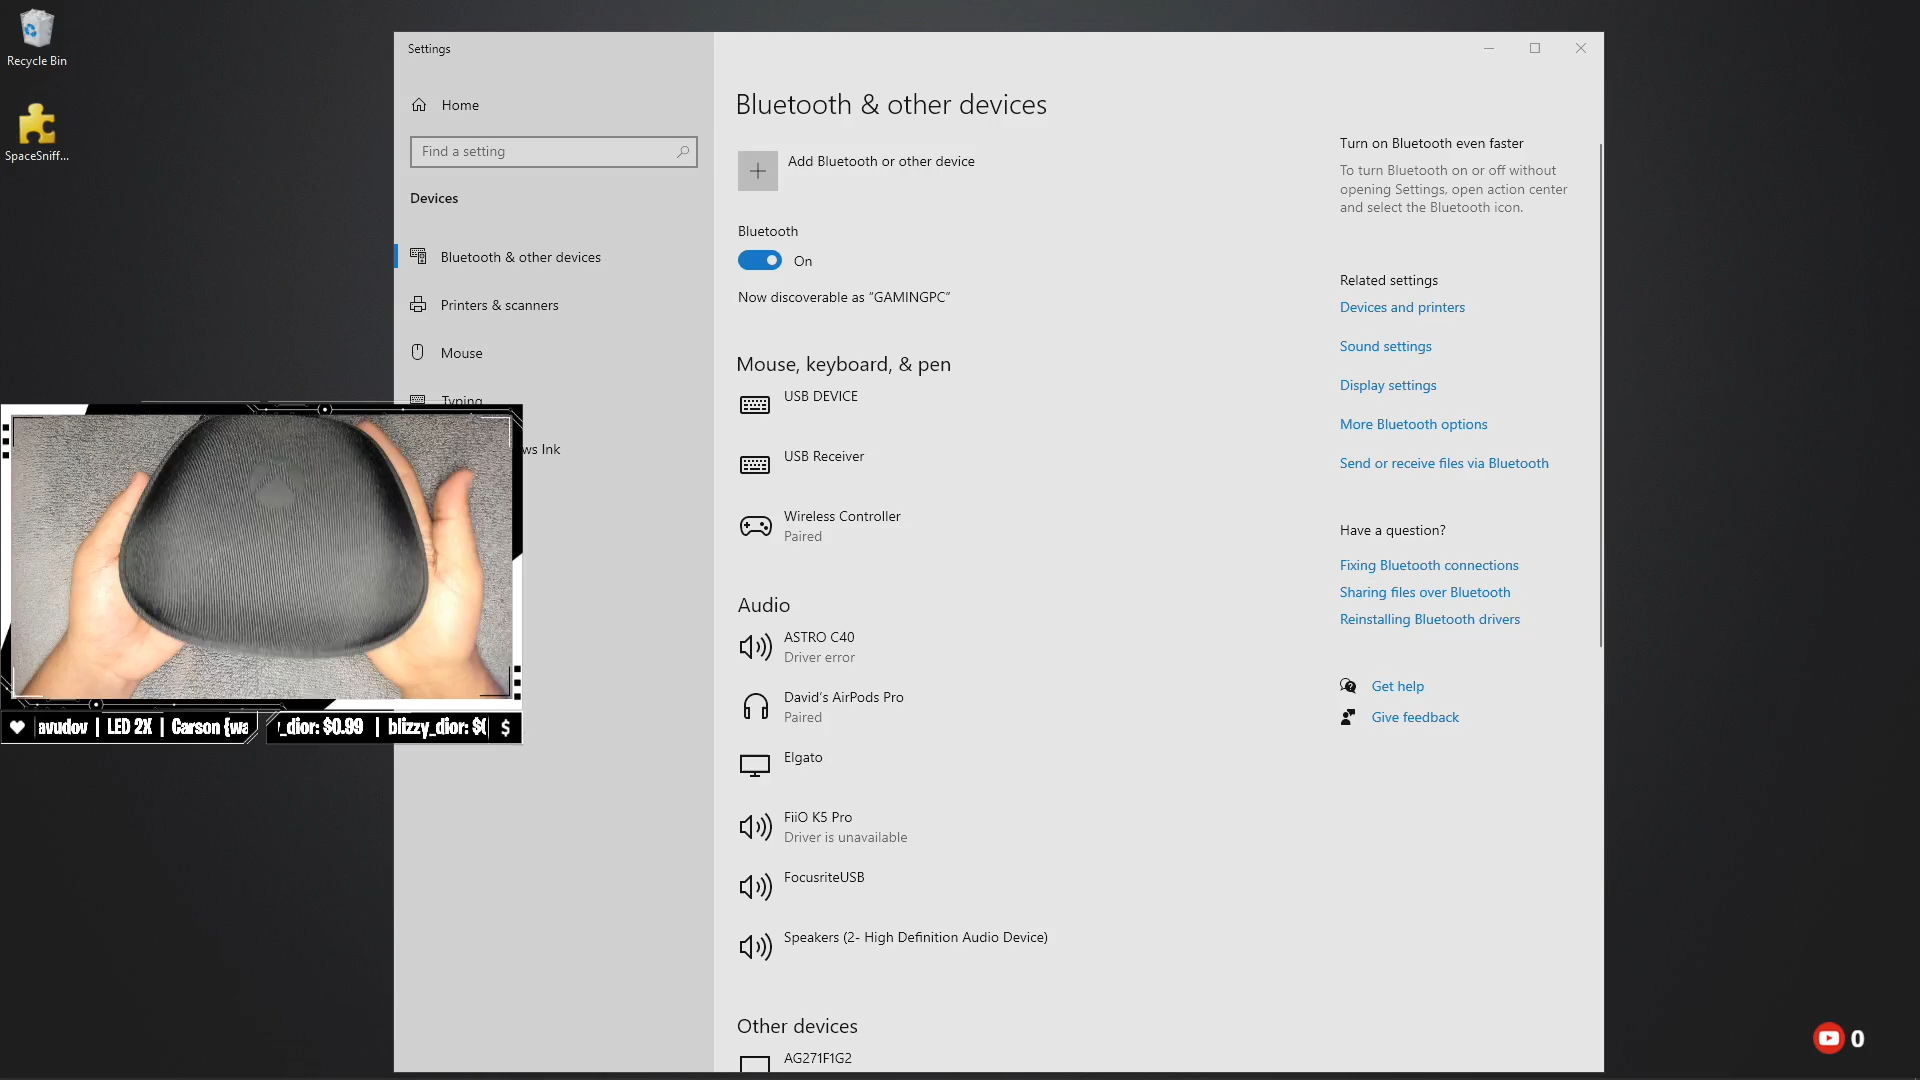 Recycle Bin
SpaceSniff...
Settings
Home
Find a setting
Devices
Bluetooth & other devices
Printers & scanners
Mouse
Typing
ws Ink
Bluetooth & other devices
Add Bluetooth or other device
Bluetooth
On
Now discoverable as “GAMINGPC”
Mouse, keyboard, & pen
USB DEVICE
USB Receiver
Wireless Controller
Paired
Audio
ASTRO C40
Driver error
David’s AirPods Pro
Paired
Elgato
FiiO K5 Pro
Driver is unavailable
FocusriteUSB
Speakers (2- High Definition Audio Device)
Other devices
AG271F1G2
Turn on Bluetooth even faster
To turn Bluetooth on or off without
opening Settings, open action center
and select the Bluetooth icon.
Related settings
Devices and printers
Sound settings
Display settings
More Bluetooth options
Send or receive files via Bluetooth
Have a question?
Fixing Bluetooth connections
Sharing files over Bluetooth
Reinstalling Bluetooth drivers
Get help
Give feedback
avudov | LED 2X | Carson {wa
_dior: $0.99 | blizzy_dior: $( $
0